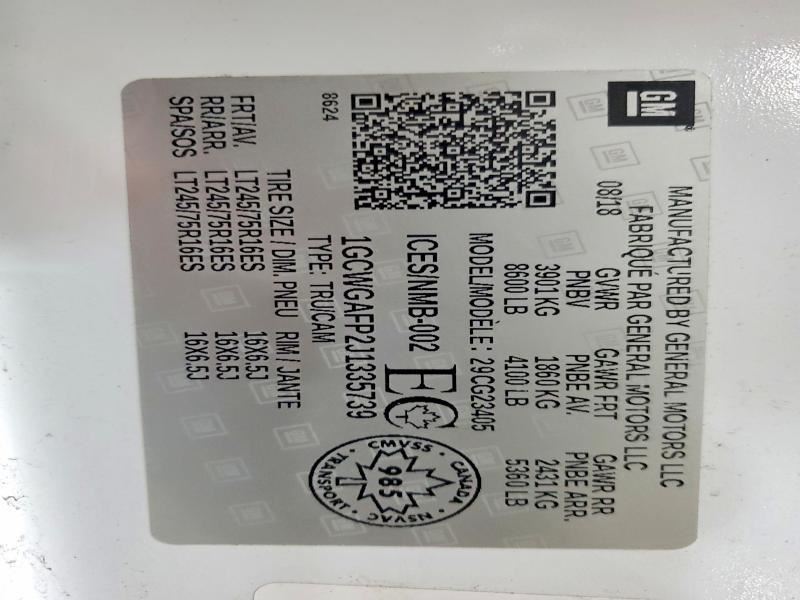 GM
MANUFACTURED BY GENERAL MOTORS LLC
FABRIQUÉ PAR GENERAL MOTORS LLC
08/18 GVWR GAWR FRT GAWR RR
PNBV PNBE AV. PNBE ARR.
3901 KG 1860 KG 2431 KG
8600 LB 4100 LB 5360 LB
MODEL/MODÈLE: 29CG23405
ICES/NMB-002 EC
1GCWGAFP2J1335739
TYPE: TRU/CAM
8624
CMVSS · CANADA · NSVAC · TRANSPORT ·
985
TIRE SIZE / DIM. PNEU RIM / JANTE
FRT/AV. LT245/75R16ES 16X6.5J
RR/ARR. LT245/75R16ES 16X6.5J
SPA/SOS LT245/75R16ES 16X6.5J